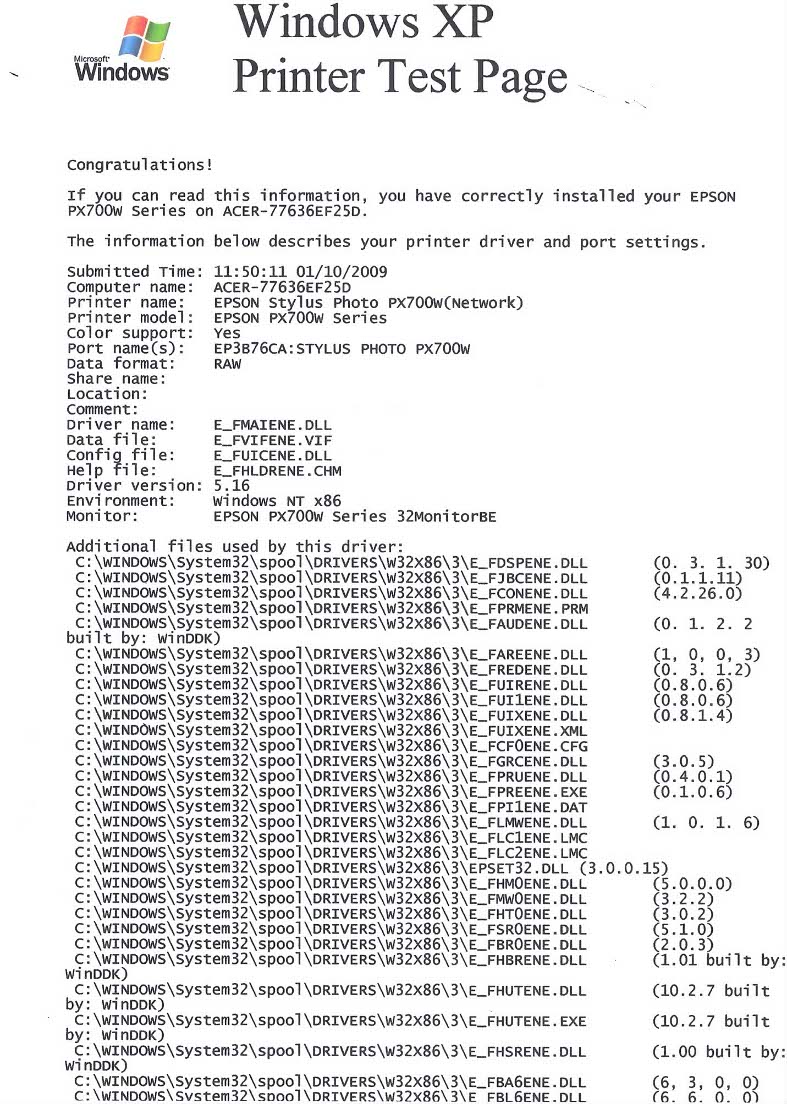 Microsoft
Windows
Windows XP
Printer Test Page
Congratulations!
If you can read this information, you have correctly installed your EPSON
PX700W Series on ACER-77636EF25D.
The information below describes your printer driver and port settings.
Submitted Time: 11:50:11 01/10/2009
Computer name: ACER-77636EF25D
Printer name: EPSON Stylus Photo PX700W(Network)
Printer model: EPSON PX700W Series
Color support: Yes
Port name(s): EP3B76CA:STYLUS PHOTO PX700W
Data format: RAW
Share name:
Location:
Comment:
Driver name: E_FMAIENE.DLL
Data file: E_FVIFENE.VIF
Config file: E_FUICENE.DLL
Help file: E_FHLDRENE.CHM
Driver version: 5.16
Environment: Windows NT x86
Monitor: EPSON PX700W Series 32MonitorBE
Additional files used by this driver:
C:\WINDOWS\System32\spool\DRIVERS\W32X86\3\E_FDSPENE.DLL (0. 3. 1. 30)
C:\WINDOWS\System32\spool\DRIVERS\W32X86\3\E_FJBCENE.DLL (0.1.1.11)
C:\WINDOWS\System32\spool\DRIVERS\W32X86\3\E_FCONENE.DLL (4.2.26.0)
C:\WINDOWS\System32\spool\DRIVERS\W32X86\3\E_FPRMENE.PRM
C:\WINDOWS\System32\spool\DRIVERS\W32X86\3\E_FAUDENE.DLL (0. 1. 2. 2
built by: WinDDK)
C:\WINDOWS\System32\spool\DRIVERS\W32X86\3\E_FAREENE.DLL (1, 0, 0, 3)
C:\WINDOWS\System32\spool\DRIVERS\W32X86\3\E_FREDENE.DLL (0. 3. 1.2)
C:\WINDOWS\System32\spool\DRIVERS\W32X86\3\E_FUIRENE.DLL (0.8.0.6)
C:\WINDOWS\System32\spool\DRIVERS\W32X86\3\E_FUI1ENE.DLL (0.8.0.6)
C:\WINDOWS\System32\spool\DRIVERS\W32X86\3\E_FUIXENE.DLL (0.8.1.4)
C:\WINDOWS\System32\spool\DRIVERS\W32X86\3\E_FUIXENE.XML
C:\WINDOWS\System32\spool\DRIVERS\W32X86\3\E_FCF0ENE.CFG
C:\WINDOWS\System32\spool\DRIVERS\W32X86\3\E_FGRCENE.DLL (3.0.5)
C:\WINDOWS\System32\spool\DRIVERS\W32X86\3\E_FPRUENE.DLL (0.4.0.1)
C:\WINDOWS\System32\spool\DRIVERS\W32X86\3\E_FPREENE.EXE (0.1.0.6)
C:\WINDOWS\System32\spool\DRIVERS\W32X86\3\E_FPI1ENE.DAT
C:\WINDOWS\System32\spool\DRIVERS\W32X86\3\E_FLMWENE.DLL (1. 0. 1. 6)
C:\WINDOWS\System32\spool\DRIVERS\W32X86\3\E_FLC1ENE.LMC
C:\WINDOWS\System32\spool\DRIVERS\W32X86\3\E_FLC2ENE.LMC
C:\WINDOWS\System32\spool\DRIVERS\W32X86\3\EPSET32.DLL (3.0.0.15)
C:\WINDOWS\System32\spool\DRIVERS\W32X86\3\E_FHM0ENE.DLL (5.0.0.0)
C:\WINDOWS\System32\spool\DRIVERS\W32X86\3\E_FMW0ENE.DLL (3.2.2)
C:\WINDOWS\System32\spool\DRIVERS\W32X86\3\E_FHT0ENE.DLL (3.0.2)
C:\WINDOWS\System32\spool\DRIVERS\W32X86\3\E_FSR0ENE.DLL (5.1.0)
C:\WINDOWS\System32\spool\DRIVERS\W32X86\3\E_FBR0ENE.DLL (2.0.3)
C:\WINDOWS\System32\spool\DRIVERS\W32X86\3\E_FHBRENE.DLL (1.01 built by:
WinDDK)
C:\WINDOWS\System32\spool\DRIVERS\W32X86\3\E_FHUTENE.DLL (10.2.7 built
by: WinDDK)
C:\WINDOWS\System32\spool\DRIVERS\W32X86\3\E_FHUTENE.EXE (10.2.7 built
by: WinDDK)
C:\WINDOWS\System32\spool\DRIVERS\W32X86\3\E_FHSRENE.DLL (1.00 built by:
WinDDK)
C:\WINDOWS\System32\spool\DRIVERS\W32X86\3\E_FBA6ENE.DLL (6, 3, 0, 0)
C:\WINDOWS\System32\spool\DRIVERS\W32X86\3\E_FBL6ENE.DLL (6. 6. 0. 0)